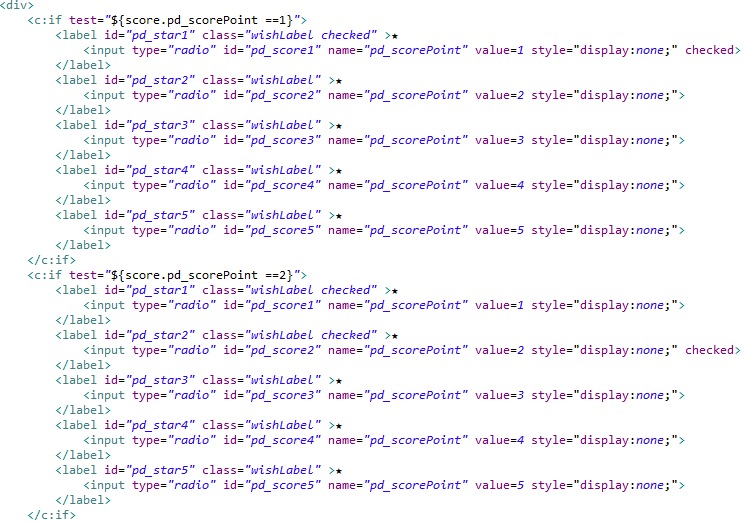 <div>
<c:if test="${score.pd_scorePoint ==1}">
<label id="pd_star1" class="wishLabel checked" >★
<input type="radio" id="pd_score1" name="pd_scorePoint" value=1 style="display:none;" checked>
</label>
<label id="pd_star2" class="wishLabel" >★
<input type="radio" id="pd_score2" name="pd_scorePoint" value=2 style="display:none;">
</label>
<label id="pd_star3" class="wishLabel" >★
<input type="radio" id="pd_score3" name="pd_scorePoint" value=3 style="display:none;">
</label>
<label id="pd_star4" class="wishLabel" >★
<input type="radio" id="pd_score4" name="pd_scorePoint" value=4 style="display:none;">
</label>
<label id="pd_star5" class="wishLabel" >★
<input type="radio" id="pd_score5" name="pd_scorePoint" value=5 style="display:none;">
</label>
</c:if>
<c:if test="${score.pd_scorePoint ==2}">
<label id="pd_star1" class="wishLabel checked" >★
<input type="radio" id="pd_score1" name="pd_scorePoint" value=1 style="display:none;">
</label>
<label id="pd_star2" class="wishLabel checked" >★
<input type="radio" id="pd_score2" name="pd_scorePoint" value=2 style="display:none;" checked>
</label>
<label id="pd_star3" class="wishLabel" >★
<input type="radio" id="pd_score3" name="pd_scorePoint" value=3 style="display:none;">
</label>
<label id="pd_star4" class="wishLabel" >★
<input type="radio" id="pd_score4" name="pd_scorePoint" value=4 style="display:none;">
</label>
<label id="pd_star5" class="wishLabel" >★
<input type="radio" id="pd_score5" name="pd_scorePoint" value=5 style="display:none;">
</label>
</c:if>